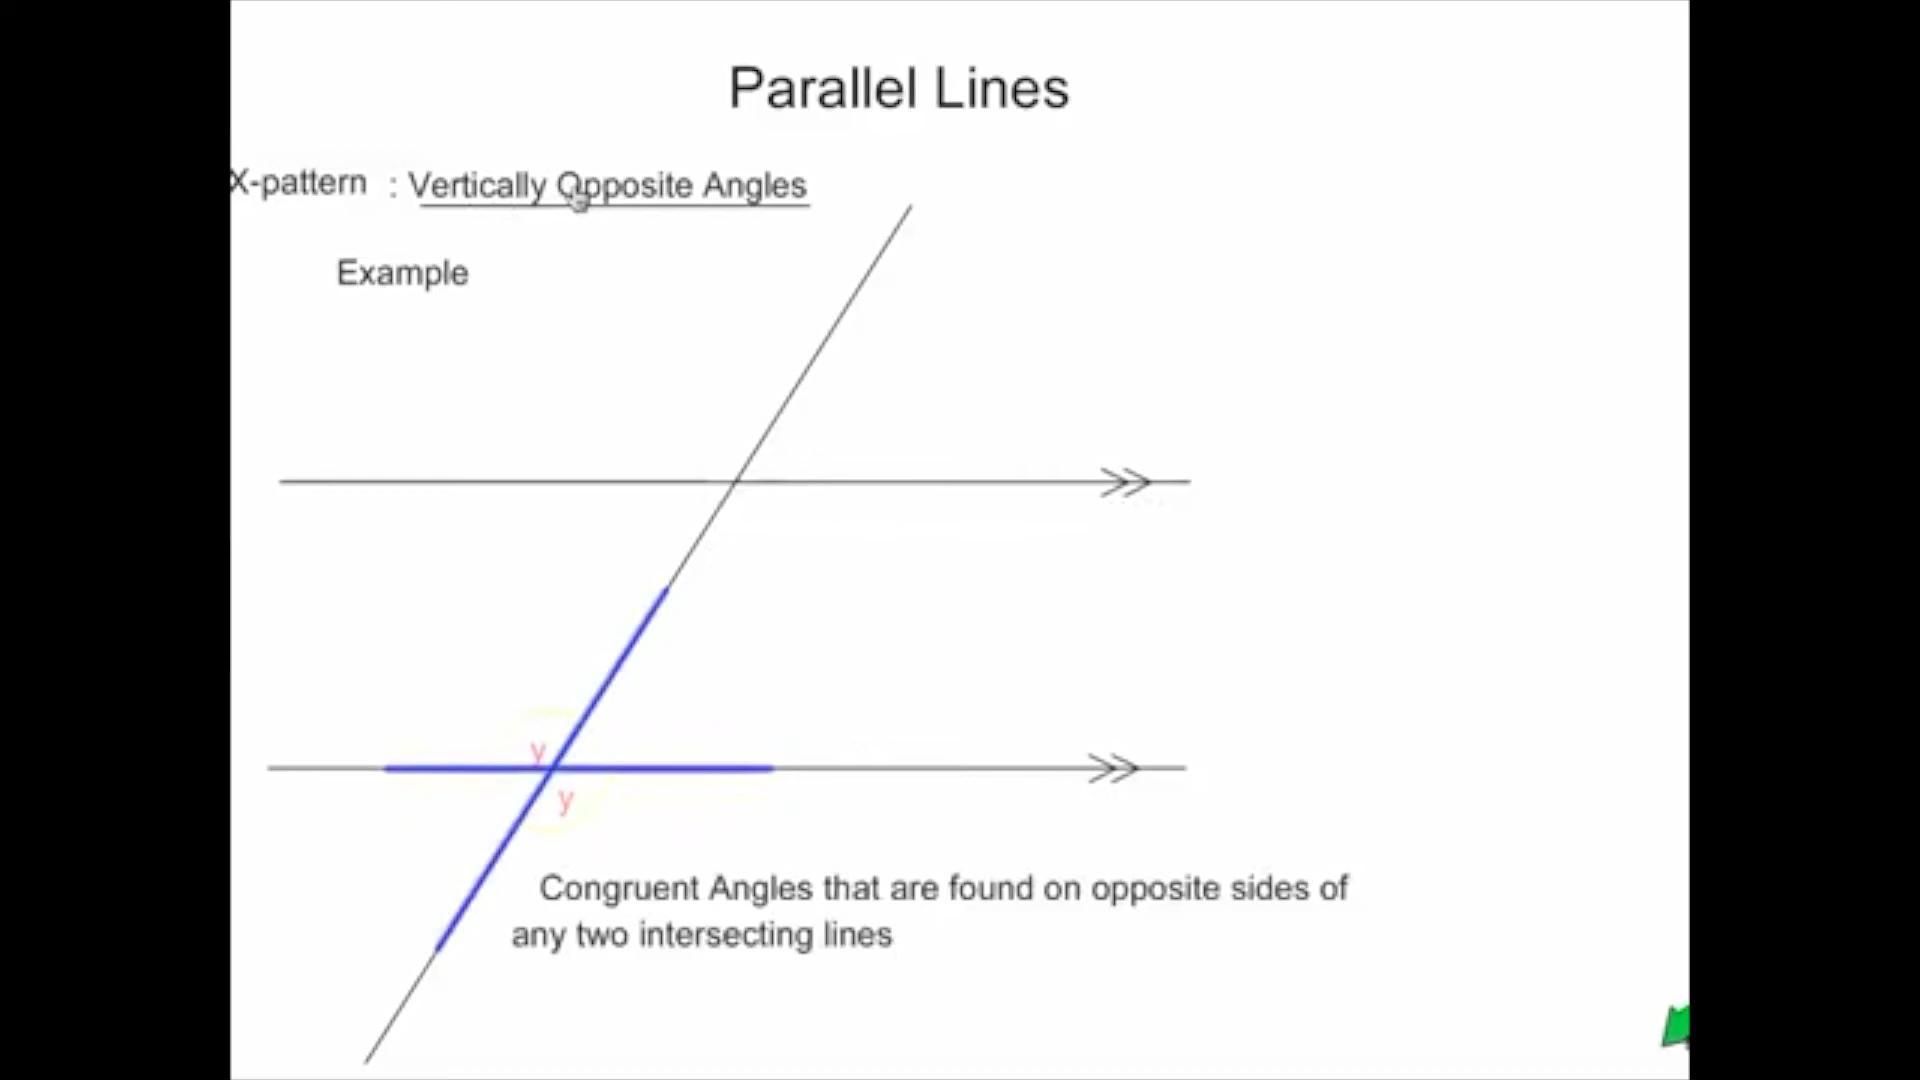 Parallel Lines
X-pattern : Vertically Opposite Angles
Example
y
y
Congruent Angles that are found on opposite sides of
any two intersecting lines